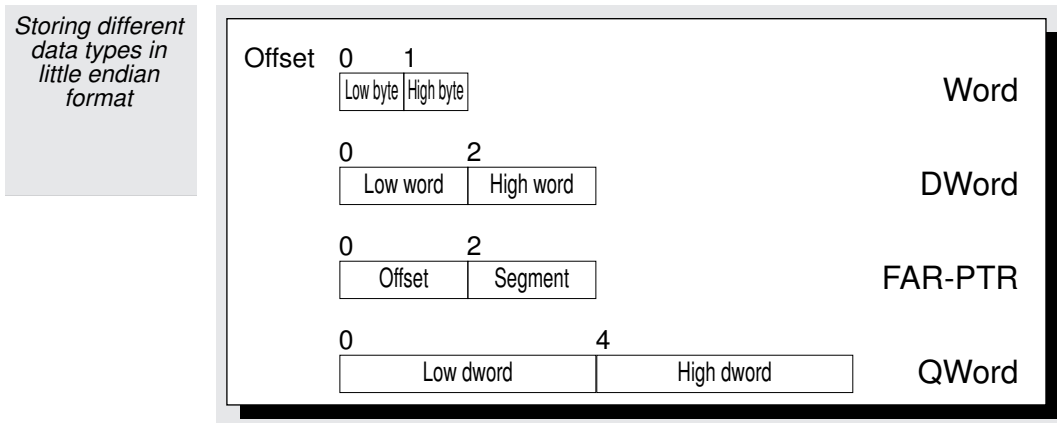 Storing different
data types in
little endian
format
Offset 0 1
Low byte High byte Word
0 2
Low word High word DWord
0 2
Offset Segment FAR-PTR
0 4
Low dword High dword QWord